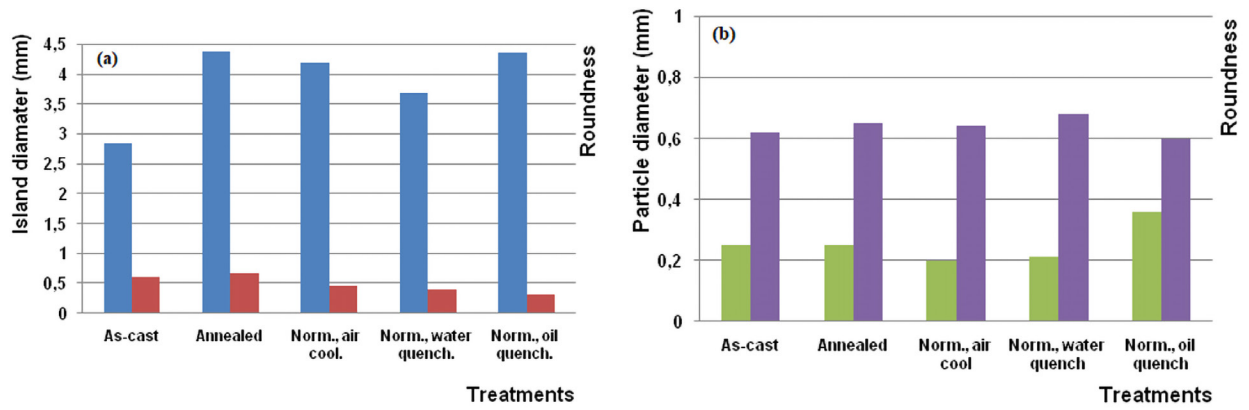 (a)
Island diamater (mm)
4,5
4
3,5
3
2,5
2
1,5
1
0,5
0
Roundness
As-cast
Annealed
Norm., air
cool.
Norm., water
quench.
Norm., oil
quench.
Treatments
(b)
Particle diameter (mm)
1
0,8
0,6
0,4
0,2
0
Roundness
As-cast
Annealed
Norm., air
cool
Norm., water
quench
Norm., oil
quench
Treatments